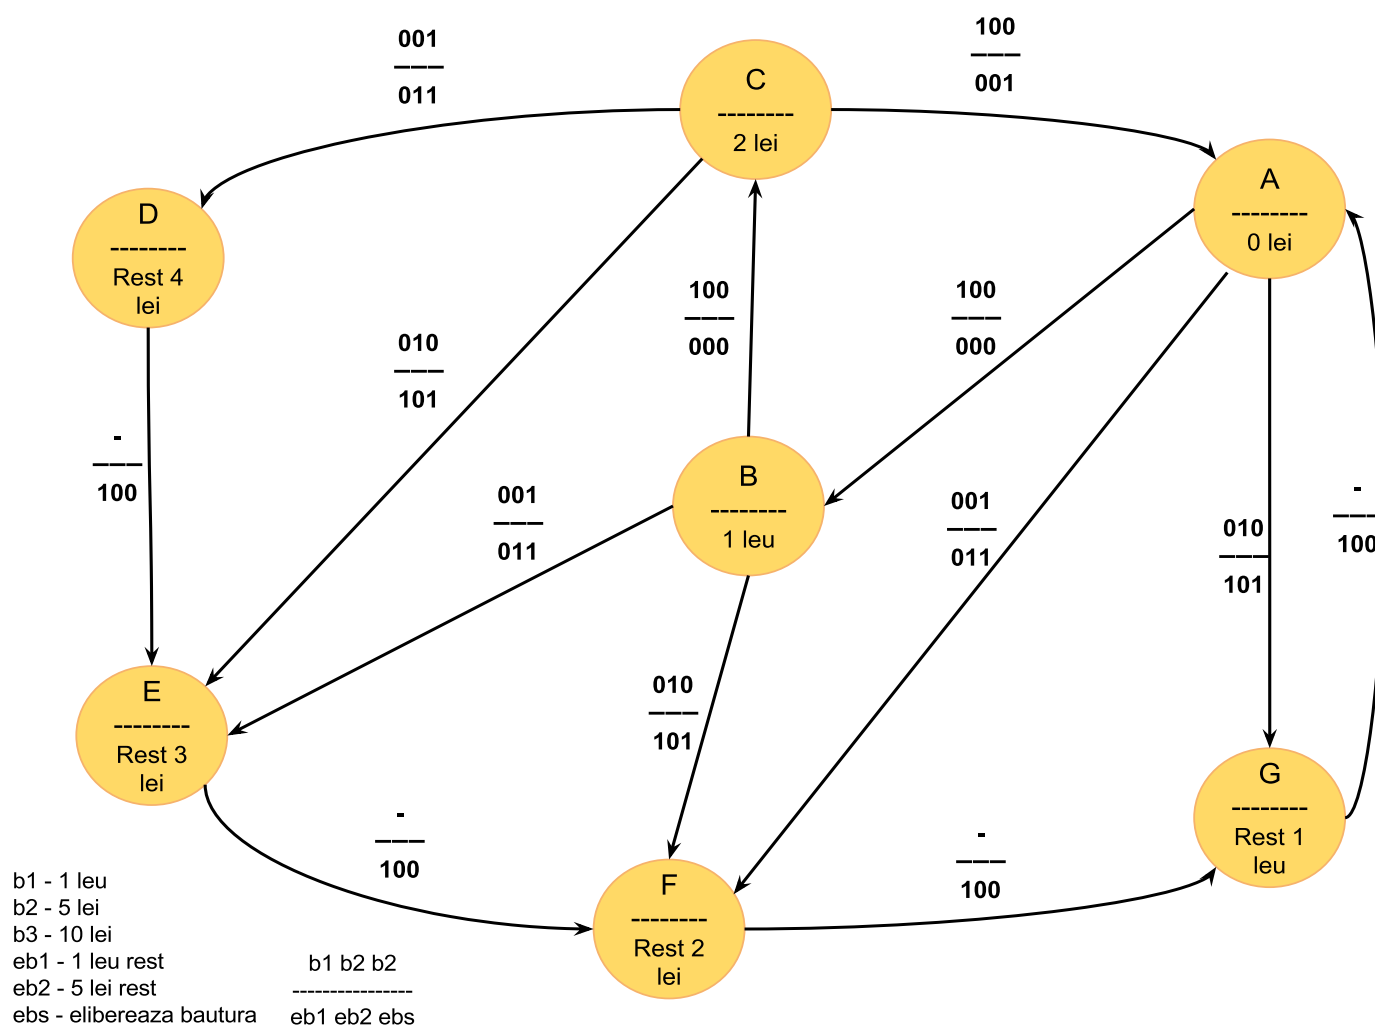 001
———
011
100
———
001
C
--------
2 lei
A
--------
0 lei
D
--------
Rest 4
lei
100
———
000
100
———
000
010
———
101
-
———
100
B
--------
1 leu
001
———
011
001
———
011
010
———
101
-
———
100
E
--------
Rest 3
lei
010
———
101
G
--------
Rest 1
leu
-
———
100
-
———
100
F
--------
Rest 2
lei
b1 - 1 leu
b2 - 5 lei
b3 - 10 lei
eb1 - 1 leu rest
eb2 - 5 lei rest
ebs - elibereaza bautura
b1 b2 b2
----------------
eb1 eb2 ebs